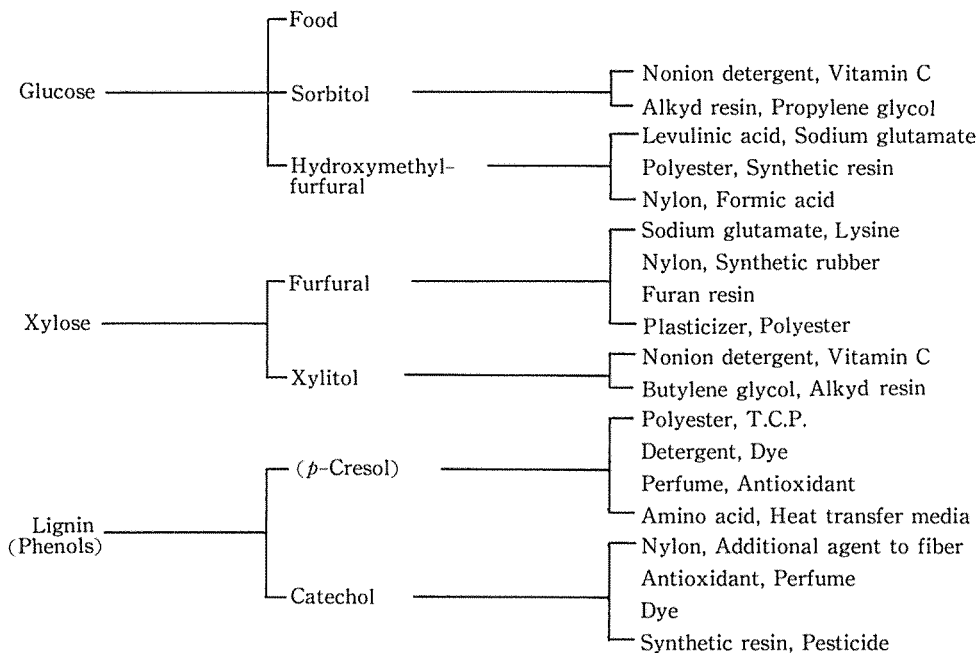 Food
Glucose
Sorbitol
Nonion detergent, Vitamin C
Alkyd resin, Propylene glycol
Hydroxymethyl-
furfural
Levulinic acid, Sodium glutamate
Polyester, Synthetic resin
Nylon, Formic acid
Xylose
Furfural
Sodium glutamate, Lysine
Nylon, Synthetic rubber
Furan resin
Plasticizer, Polyester
Xylitol
Nonion detergent, Vitamin C
Butylene glycol, Alkyd resin
Lignin
(Phenols)
(p-Cresol)
Polyester, T.C.P.
Detergent, Dye
Perfume, Antioxidant
Amino acid, Heat transfer media
Catechol
Nylon, Additional agent to fiber
Antioxidant, Perfume
Dye
Synthetic resin, Pesticide